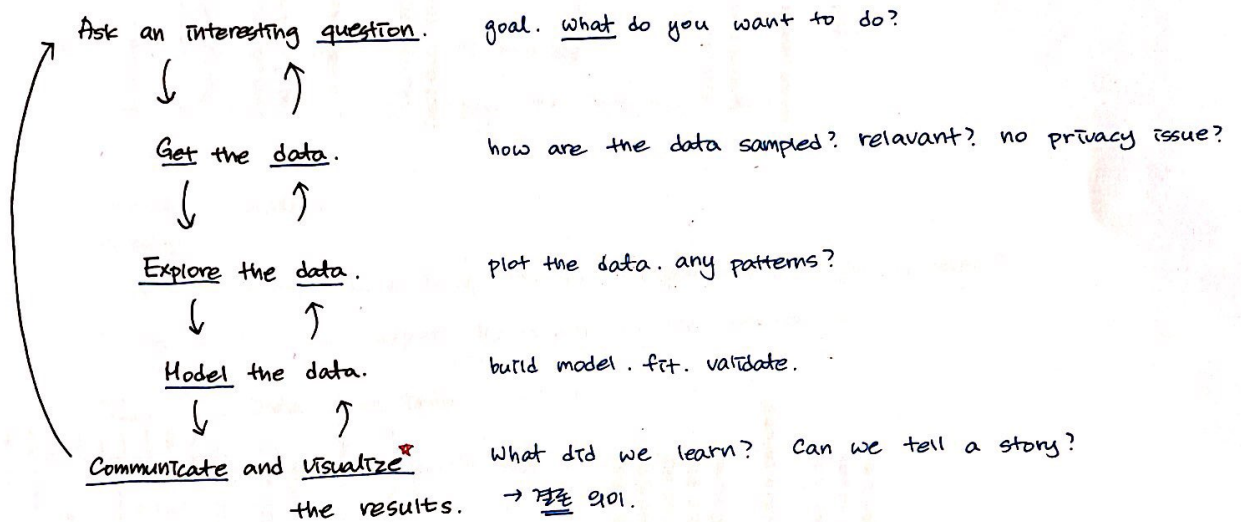 Ask an interesting question. goal. what do you want to do?
Get the data. how are the data sampled? relavant? no privacy issue?
Explore the data. plot the data. any patterns?
Model the data. build model. fit. validate.
Communicate and visualize What did we learn? Can we tell a story?
the results. → 결론 의미.